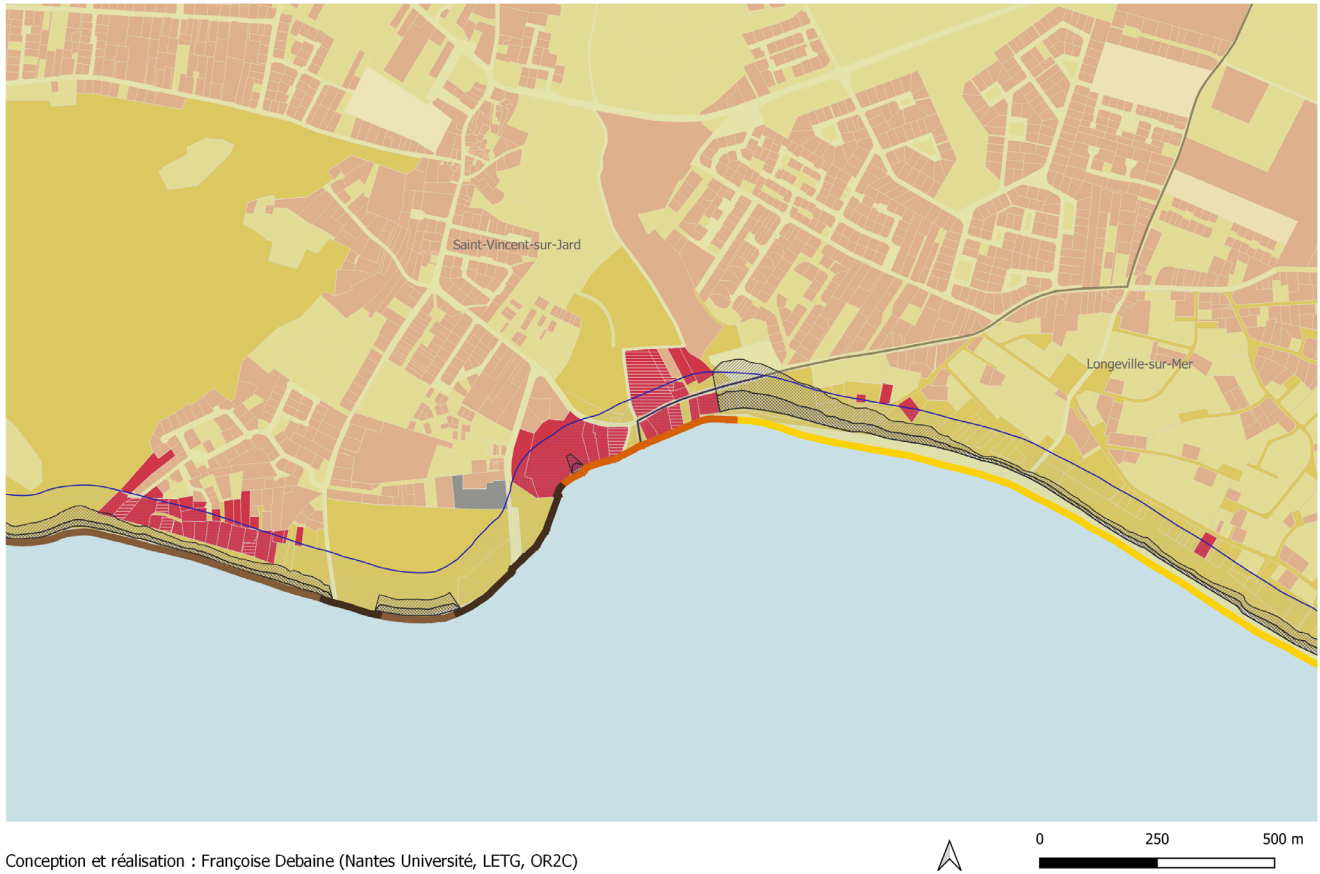 Saint-Vincent-sur-Jard
Longeville-sur-Mer
0 250 500 m
Conception et réalisation : Françoise Debaine (Nantes Université, LETG, OR2C)